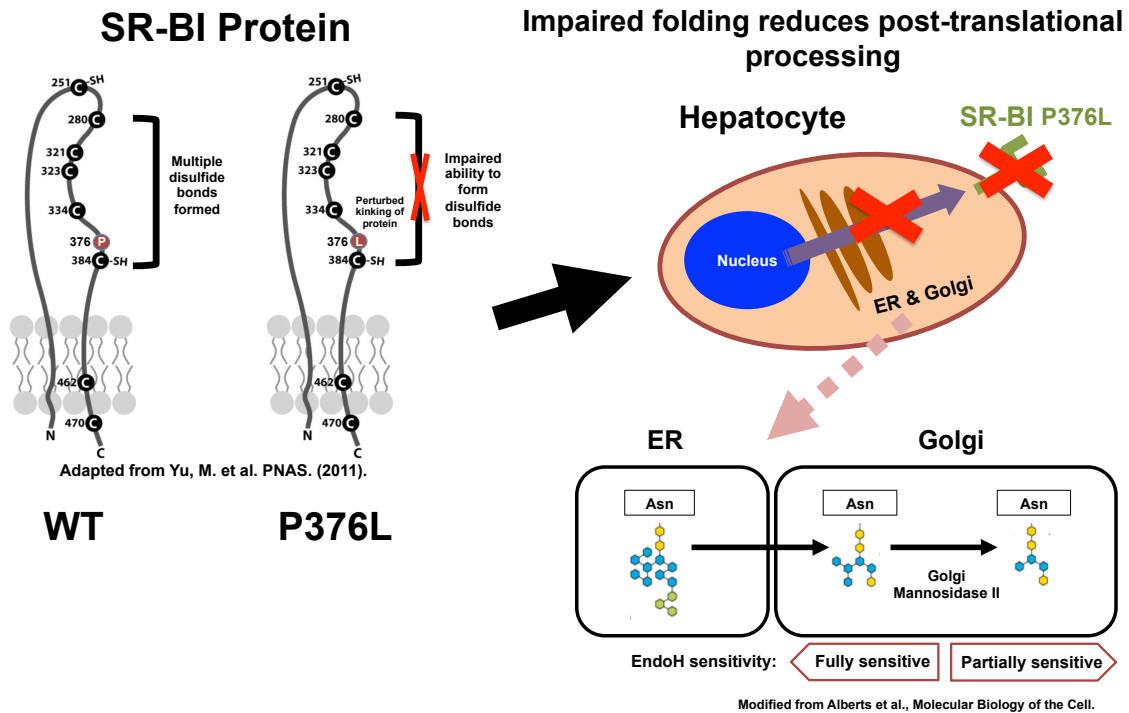 SR-BI Protein
251
C
-SH
280
C
321
C
323
C
334
C
376
P
384
C
-SH
462
C
470
C
N
C
Multiple
disulfide
bonds
formed
251
C
-SH
280
C
321
C
323
C
334
C
Perturbed
kinking of
protein
376
L
384
C
-SH
462
C
470
C
N
C
Impaired
ability to
form
disulfide
bonds
Adapted from Yu, M. et al. PNAS. (2011).
WT
P376L
Impaired folding reduces post-translational
processing
Hepatocyte
SR-BI P376L
Nucleus
ER & Golgi
ER
Golgi
Asn
Asn
Asn
Golgi
Mannosidase II
EndoH sensitivity:
Fully sensitive
Partially sensitive
Modified from Alberts et al., Molecular Biology of the Cell.